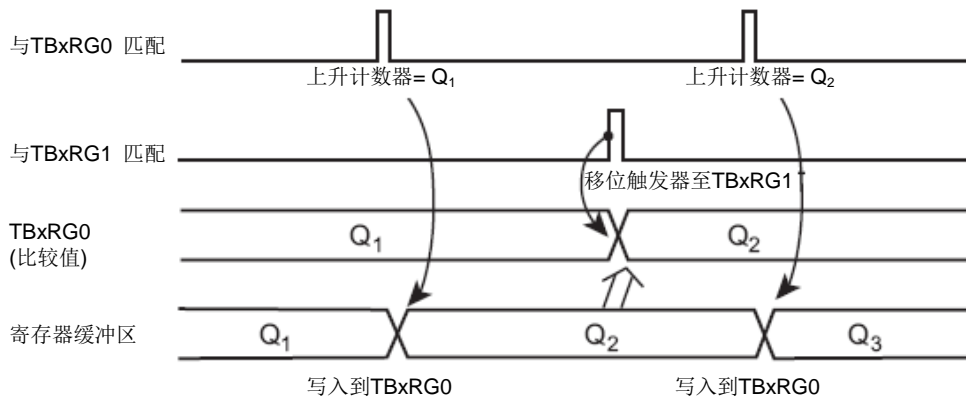 与TBxRG0 匹配
上升计数器= Q1
上升计数器= Q2
与TBxRG1 匹配
移位触发器至TBxRG1
TBxRG0
(比较值)
Q1
Q2
寄存器缓冲区
Q1
Q2
Q3
写入到TBxRG0
写入到TBxRG0